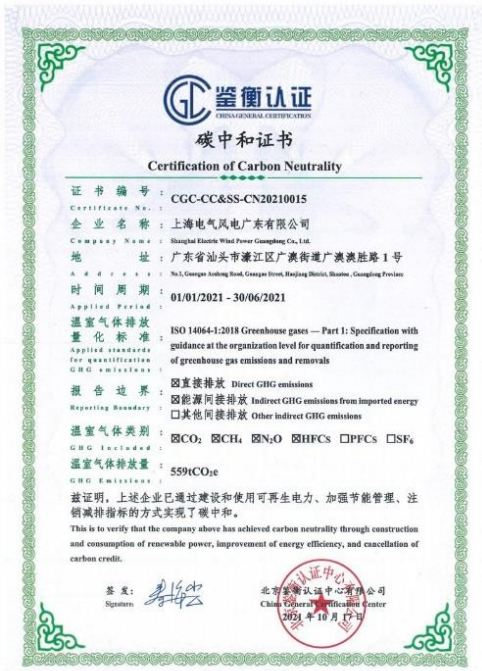 鉴衡认证
CHINA GENERAL CERTIFICATION
碳中和证书
Certification of Carbon Neutrality
证书编号：CGC-CC&SS-CN20210015
Certificate No.
企业名称：上海电气风电广东有限公司
Company Name : Shanghai Electric Wind Power Guangdong Co., Ltd.
地址：广东省汕头市濠江区广澳街道广澳澳胜路1号
Address : No.1, Guangao Aosheng Road, Guangao Street, Haojiang District, Shantou, Guangdong Province
时间周期：01/01/2021 - 30/06/2021
Applied Period :
温室气体排放
量化标准：
Applied standards
for quantification
GHG emissions
ISO 14064-1:2018 Greenhouse gases — Part 1: Specification with
guidance at the organization level for quantification and reporting
of greenhouse gas emissions and removals
报告边界：
Reporting Boundary :
☒直接排放 Direct GHG emissions
☒能源间接排放 Indirect GHG emissions from imported energy
☐其他间接排放 Other indirect GHG emissions
温室气体类别：
GHG Included :
☒CO2 ☒CH4 ☒N2O ☒HFCs ☐PFCs ☐SF6
温室气体排放量：559tCO2e
GHG Emissions :
兹证明，上述企业已通过建设和使用可再生电力、加强节能管理、注
销减排指标的方式实现了碳中和。
This is to verify that the company above has achieved carbon neutrality through construction
and consumption of renewable power, improvement of energy efficiency, and cancellation of
carbon credit.
签发：
Signature:
北京鉴衡认证中心有限公司
China General Certification Center
2021年10月17日
北京鉴衡认证中心有限公司